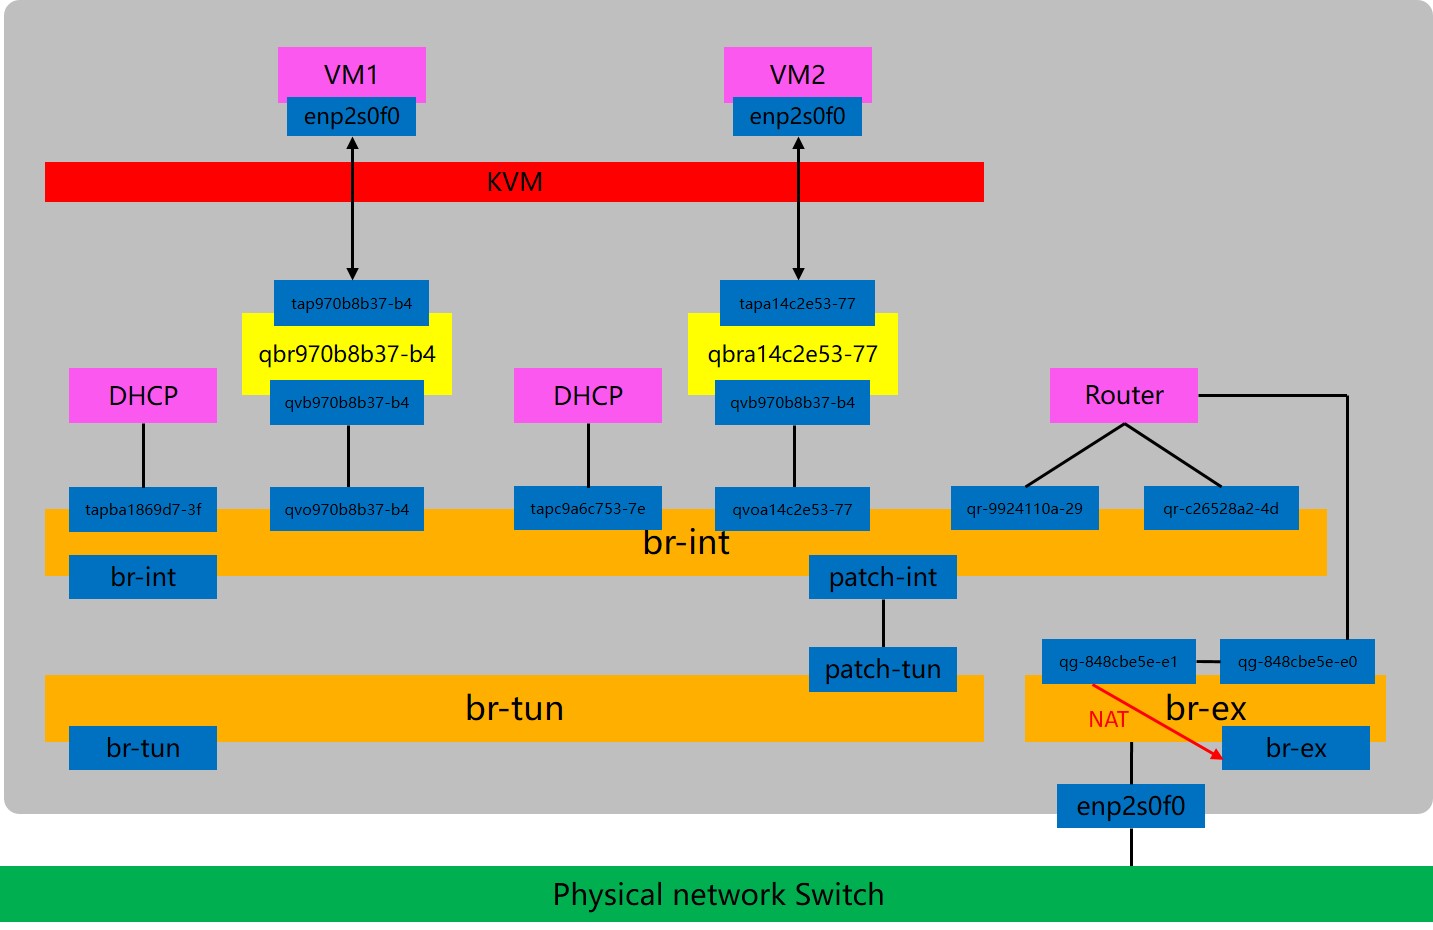 VM1
VM2
enp2s0f0
enp2s0f0
KVM
tap970b8b37-b4
tapa14c2e53-77
qbr970b8b37-b4
qbra14c2e53-77
DHCP
qvb970b8b37-b4
DHCP
qvb970b8b37-b4
Router
tapba1869d7-3f
qvo970b8b37-b4
tapc9a6c753-7e
qvoa14c2e53-77
qr-9924110a-29
qr-c26528a2-4d
br-int
br-int
patch-int
patch-tun
qg-848cbe5e-e1
qg-848cbe5e-e0
br-tun
NAT
br-ex
br-tun
br-ex
enp2s0f0
Physical network Switch